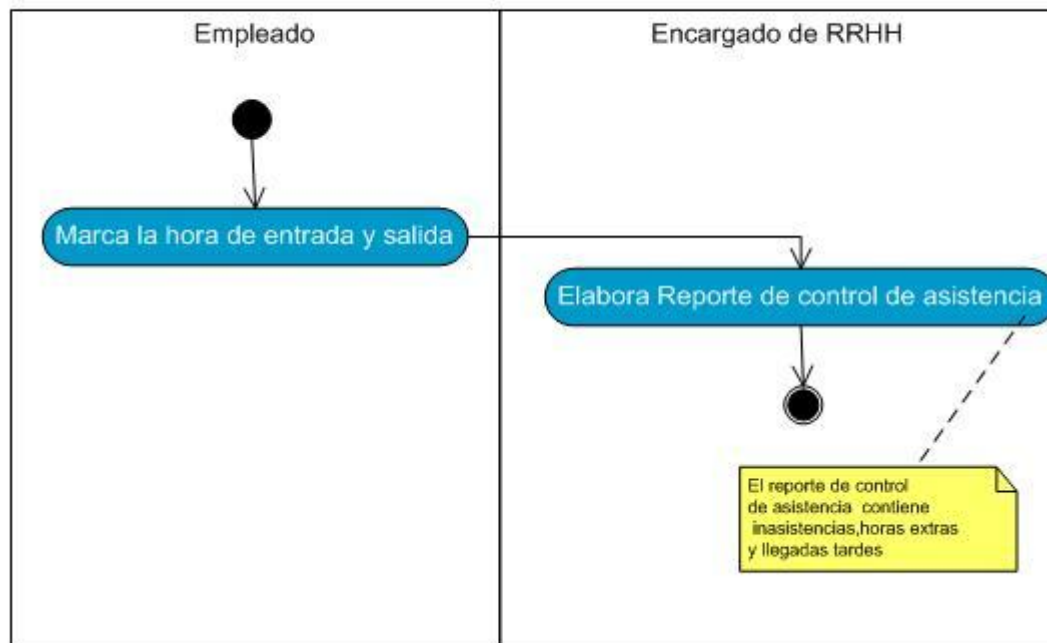 Empleado
Encargado de RRHH
Marca la hora de entrada y salida
Elabora Reporte de control de asistencia
El reporte de control
de asistencia contiene
inasistencias,horas extras
y llegadas tardes